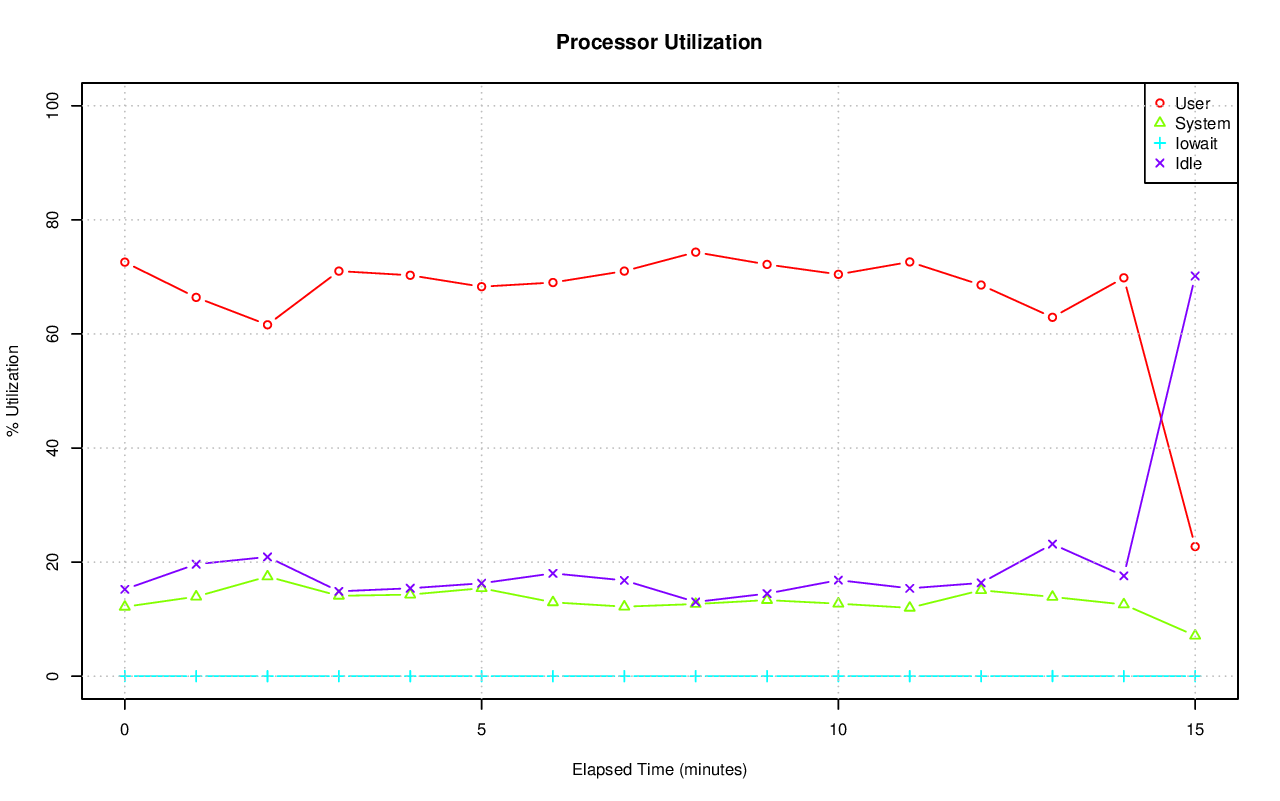 Processor Utilization
User
System
Iowait
Idle
% Utilization
100
80
60
40
20
0
0 5 10 15
Elapsed Time (minutes)